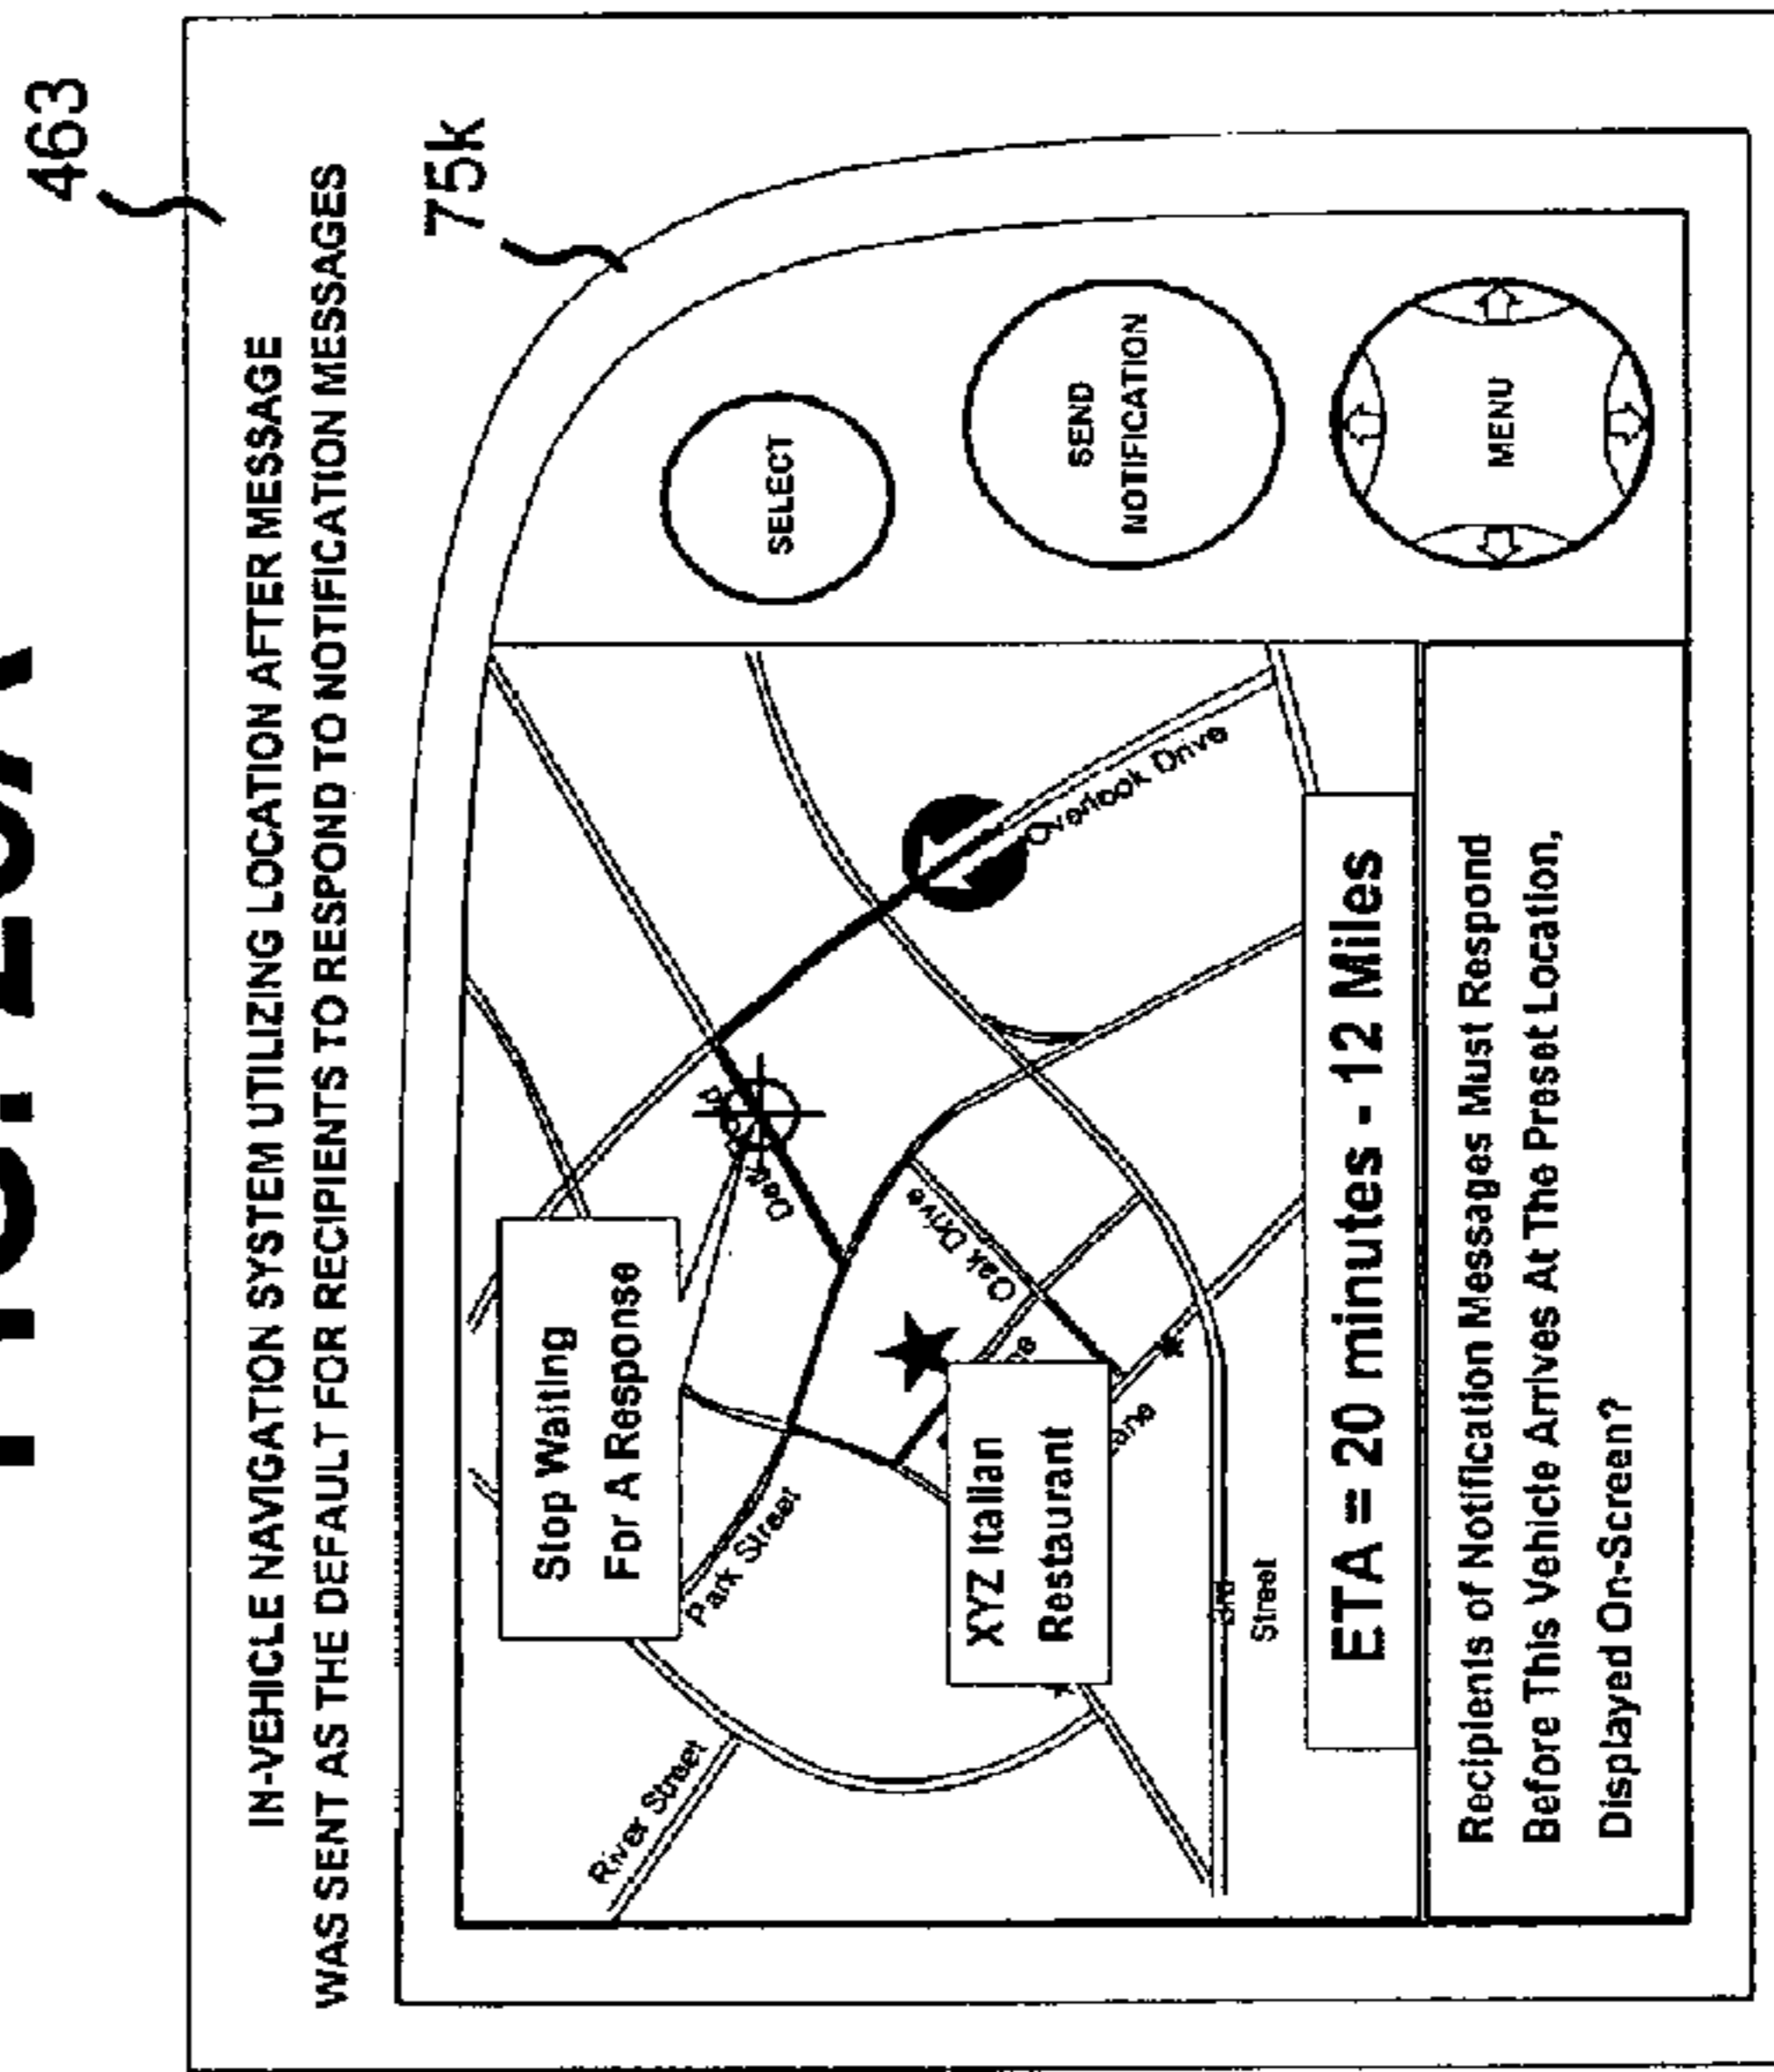 463
IN-VEHICLE NAVIGATION SYSTEM UTILIZING LOCATION AFTER MESSAGE
WAS SENT AS THE DEFAULT FOR RECIPIENTS TO RESPOND TO NOTIFICATION MESSAGES
75k
River Street
Stop Waiting
For A Response
Park Street
Oak Drive
XYZ Italian
Restaurant
Overlook Drive
Street
SELECT
SEND
NOTIFICATION
MENU
ETA = 20 minutes - 12 Miles
Recipients of Notification Messages Must Respond
Before This Vehicle Arrives At The Preset Location,
Displayed On-Screen?